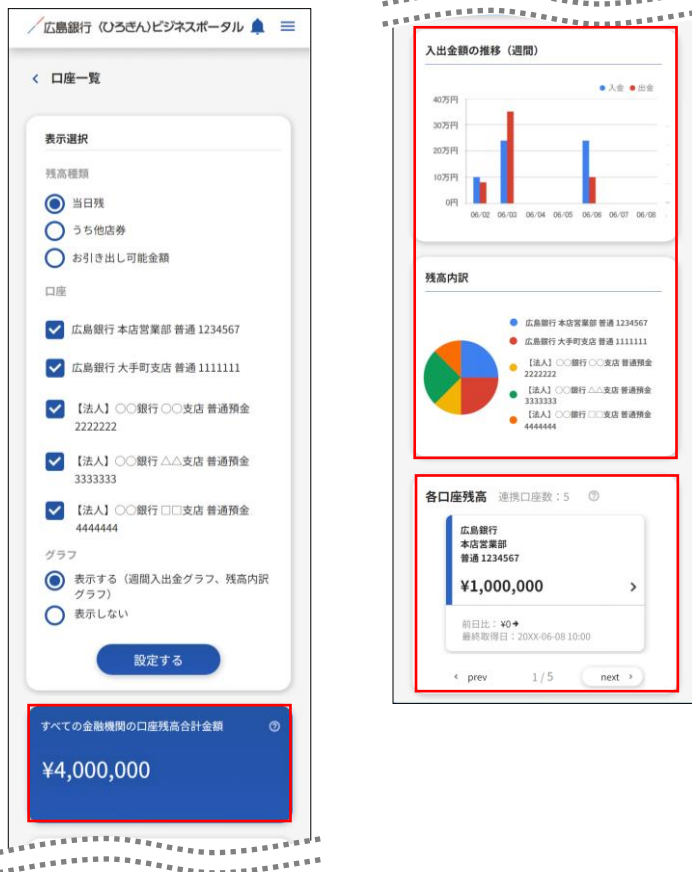 広島銀行 〈ひろぎん〉ビジネスポータル
口座一覧
表示選択
残高種類
当日残
うち他店券
お引き出し可能金額
口座
広島銀行 本店営業部 普通 1234567
広島銀行 大手町支店 普通 1111111
【法人】〇〇銀行 〇〇支店 普通預金
2222222
【法人】〇〇銀行 △△支店 普通預金
3333333
【法人】〇〇銀行 □□支店 普通預金
4444444
グラフ
表示する（週間入出金グラフ、残高内訳
グラフ）
表示しない
設定する
すべての金融機関の口座残高合計金額 ?
¥4,000,000
入出金額の推移（週間）
入金 出金
40万円
30万円
20万円
10万円
0円
06/02 06/03 06/04 06/05 06/06 06/07 06/08
残高内訳
広島銀行 本店営業部 普通 1234567
広島銀行 大手町支店 普通 1111111
【法人】〇〇銀行 〇〇支店 普通預金
2222222
【法人】〇〇銀行 △△支店 普通預金
3333333
【法人】〇〇銀行 □□支店 普通預金
4444444
各口座残高 連携口座数：5 ?
広島銀行
本店営業部
普通 1234567
¥1,000,000 >
前日比： ¥0➜
最終取得日：20XX-06-08 10:00
‹ prev 1 / 5 next ›